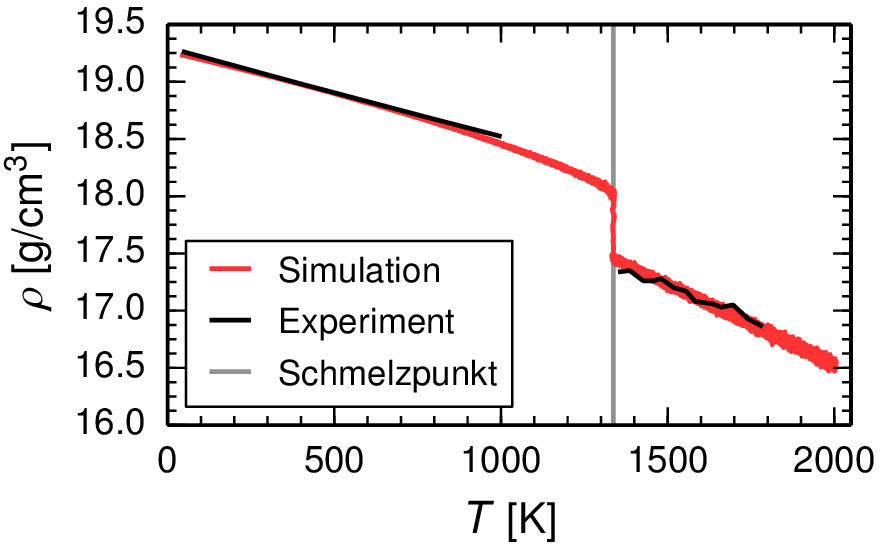 19.5
19.0
18.5
18.0
17.5
17.0
16.5
16.0
ρ [g/cm³]
Simulation
Experiment
Schmelzpunkt
0 500 1000 1500 2000
T [K]